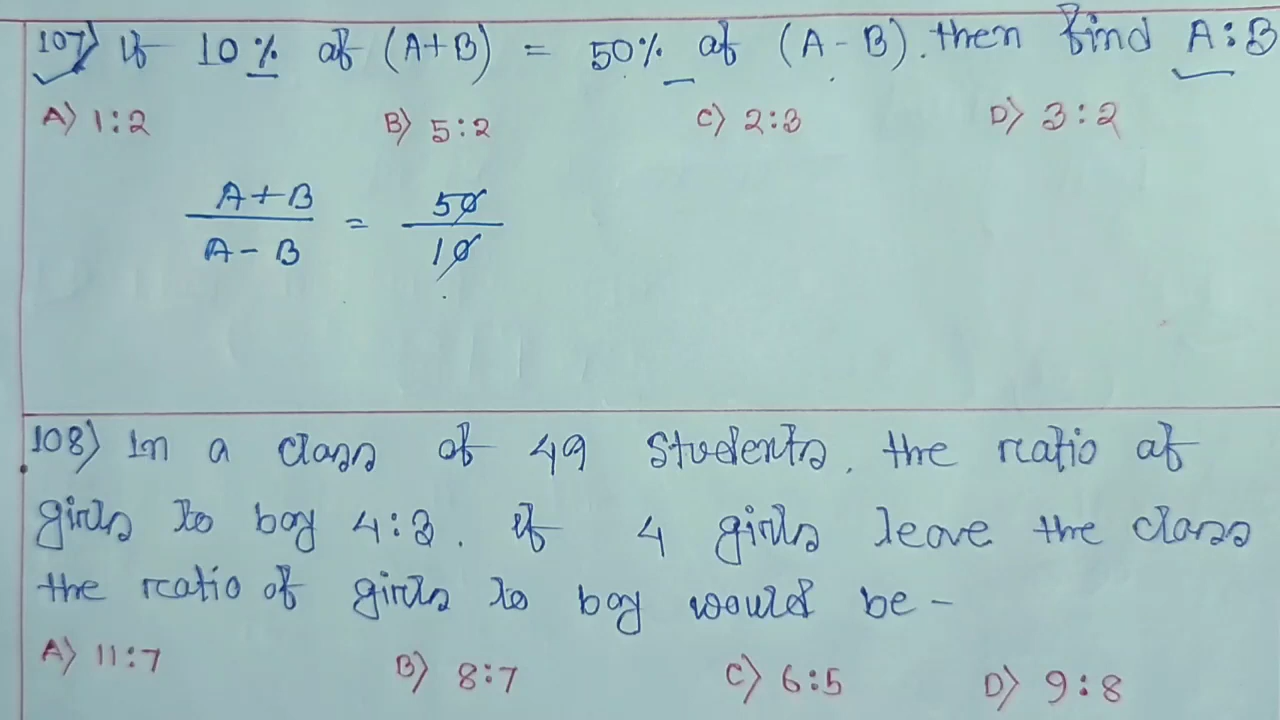 107) If 10% of (A+B) = 50% of (A-B). then find A:B
A) 1:2 B) 5:2 C) 2:3 D) 3:2
A+B / A-B = 50 / 10
108) In a class of 49 students. the ratio of
girls to boy 4:3. if 4 girls leave the class
the ratio of girls to boy would be -
A) 11:7 B) 8:7 C) 6:5 D) 9:8